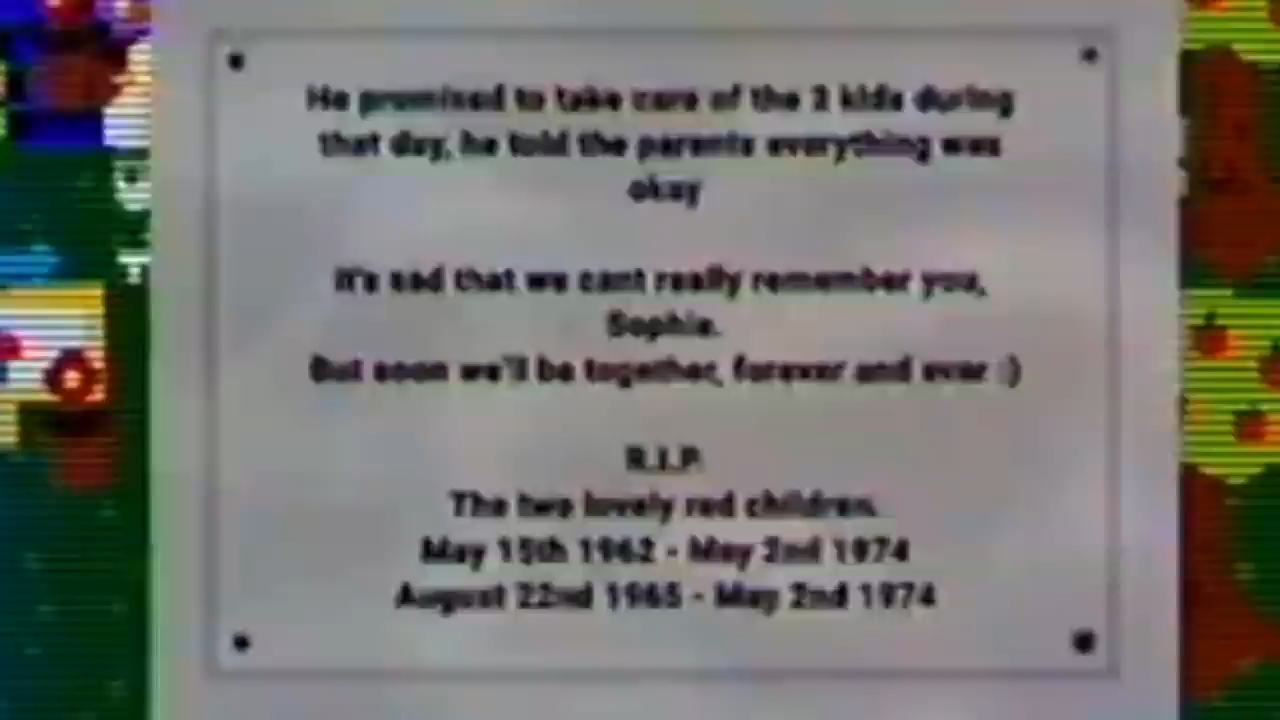 He promised to take care of the 2 kids during
that day, he told the parents everything was
okay
It's sad that we cant really remember you,
Sophie.
But soon we'll be together, forever and ever :)
R.I.P.
The two lovely red children.
May 15th 1962 - May 2nd 1974
August 22nd 1965 - May 2nd 1974